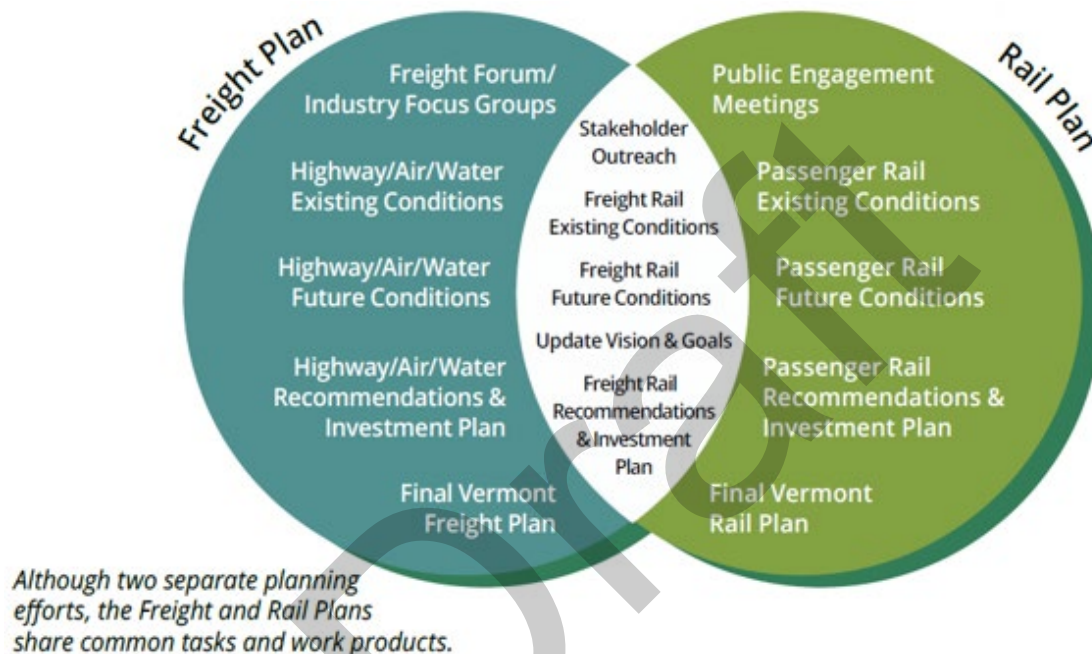 Freight Plan
Freight Forum/
Industry Focus Groups
Highway/Air/Water
Existing Conditions
Highway/Air/Water
Future Conditions
Highway/Air/Water
Recommendations &
Investment Plan
Final Vermont
Freight Plan
Stakeholder
Outreach
Freight Rail
Existing Conditions
Freight Rail
Future Conditions
Update Vision & Goals
Freight Rail
Recommendations
& Investment
Plan
Rail Plan
Public Engagement
Meetings
Passenger Rail
Existing Conditions
Passenger Rail
Future Conditions
Passenger Rail
Recommendations &
Investment Plan
Final Vermont
Rail Plan
Although two separate planning
efforts, the Freight and Rail Plans
share common tasks and work products.
Draft